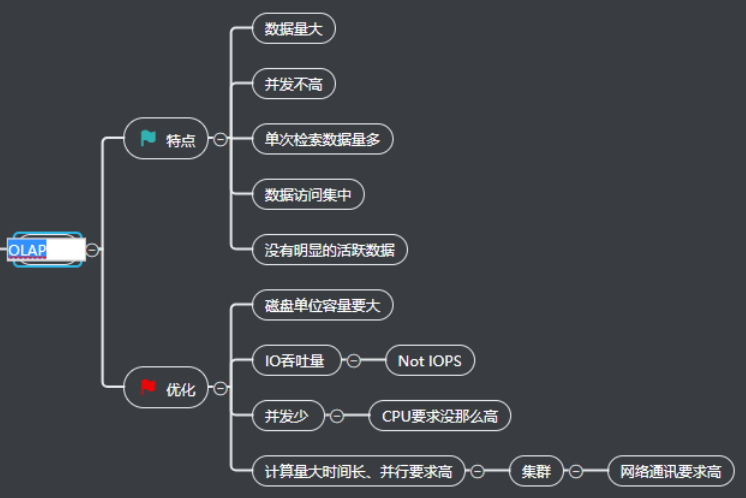 OLAP
特点
数据量大
并发不高
单次检索数据量多
数据访问集中
没有明显的活跃数据
优化
磁盘单位容量要大
IO吞吐量
Not IOPS
并发少
CPU要求没那么高
计算量大时间长、并行要求高
集群
网络通讯要求高